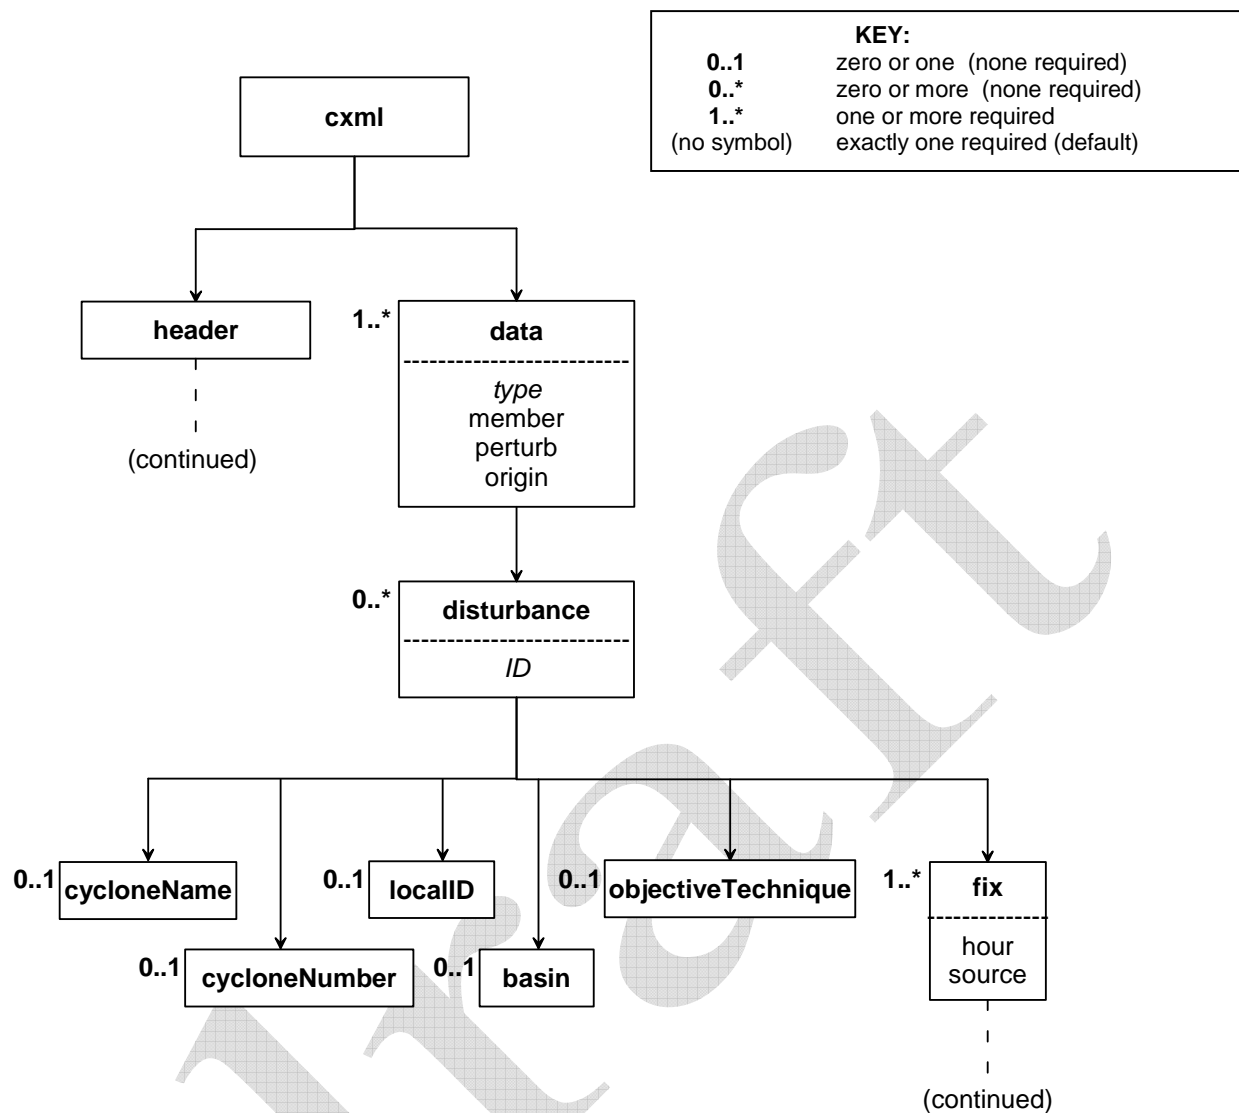 KEY:
0..1 zero or one (none required)
0..* zero or more (none required)
1..* one or more required
(no symbol) exactly one required (default)
cxml
header
(continued)
1..* data
type
member
perturb
origin
0..* disturbance
ID
0..1 cycloneName
0..1 localID
0..1 objectiveTechnique
1..* fix
0..1 cycloneNumber
0..1 basin
hour
source
(continued)
raft